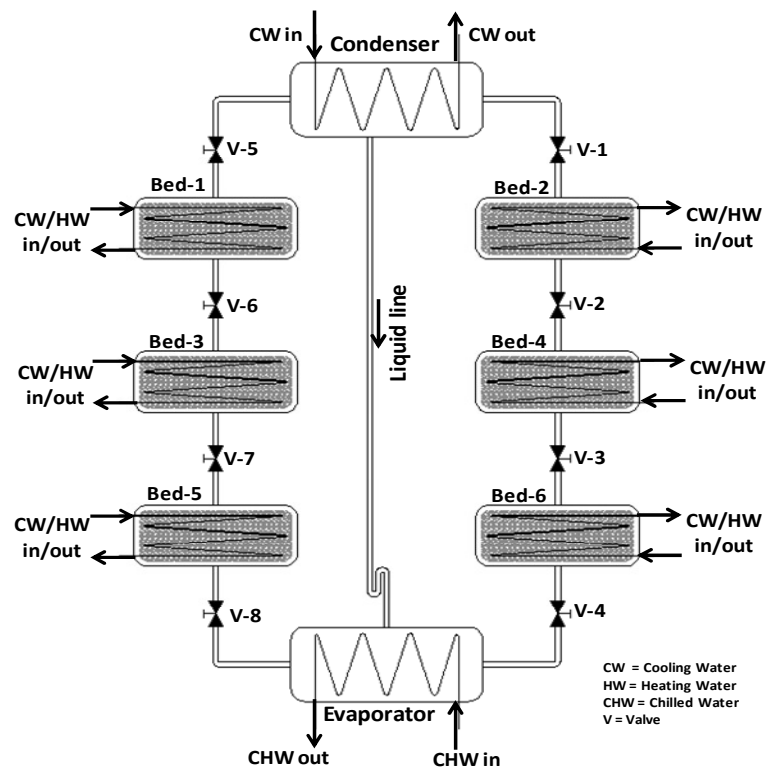 CW in
CW out
Condenser
V-5
V-1
Bed-1
Bed-2
CW/HW
in/out
CW/HW
in/out
V-6
V-2
Liquid line
Bed-3
Bed-4
CW/HW
in/out
CW/HW
in/out
V-7
V-3
Bed-5
Bed-6
CW/HW
in/out
CW/HW
in/out
V-8
V-4
Evaporator
CHW out
CHW in
CW = Cooling Water
HW = Heating Water
CHW = Chilled Water
V = Valve